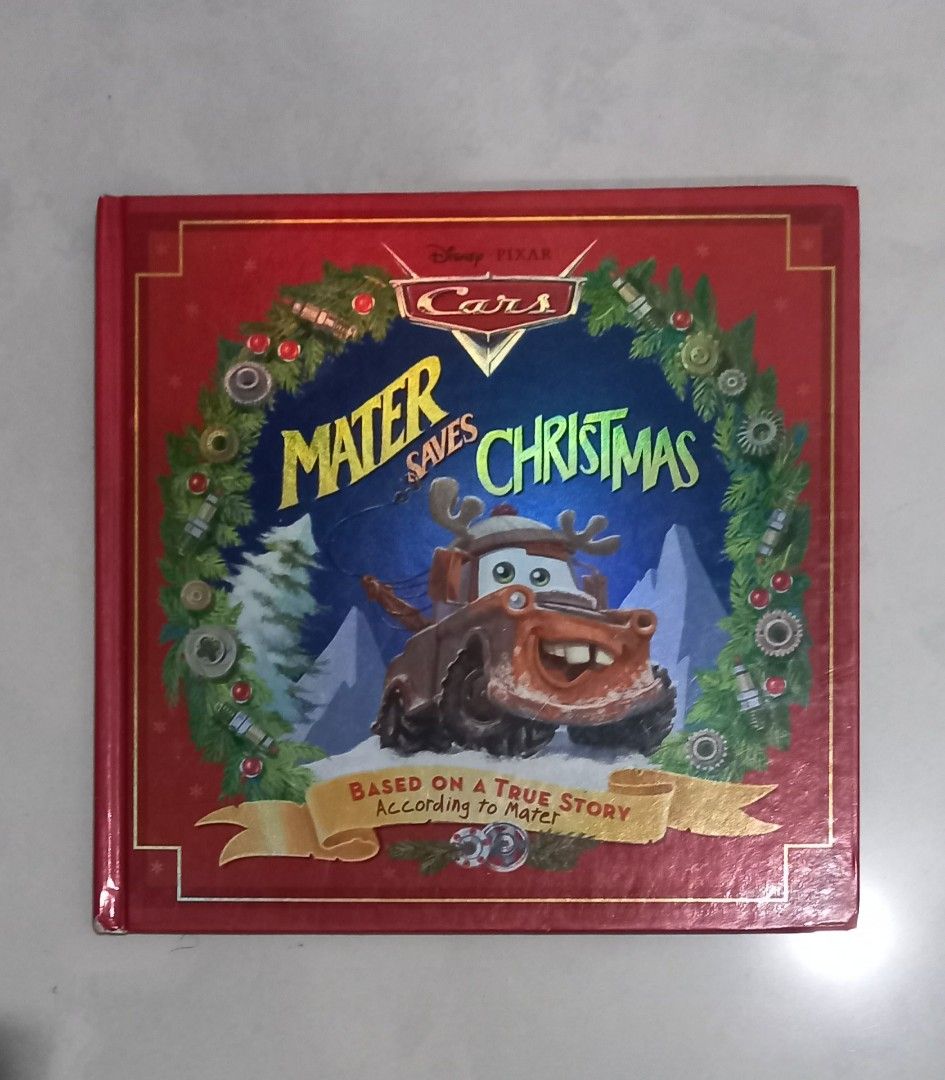 Disney · PIXAR
Cars
MATER
SAVES
CHRISTMAS
BASED ON A TRUE STORY
According to Mater